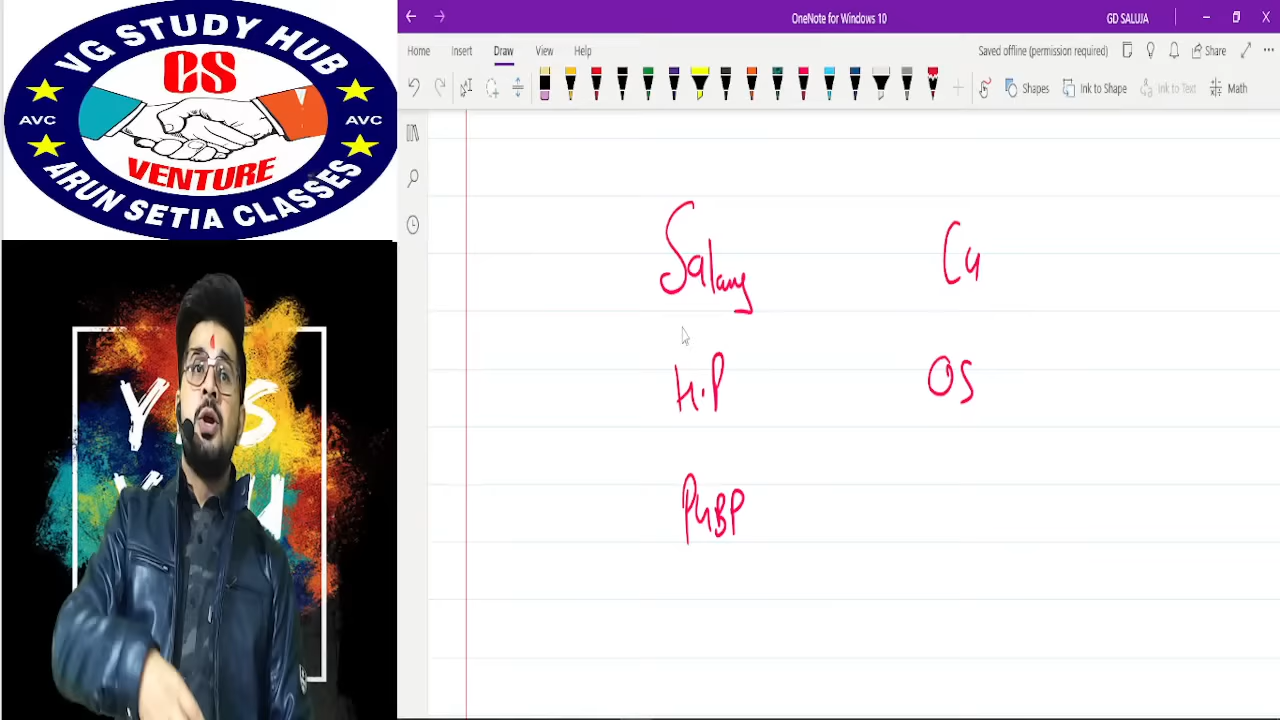 VG STUDY HUB
CS
AVC
AVC
VENTURE
ARUN SETIA CLASSES
OneNote for Windows 10
GD SALUJA
Home
Insert
Draw
View
Help
Saved offline (permission required)
Share
Shapes
Ink to Shape
Ink to Text
Math
Salary
CG
H.P
OS
PGBP